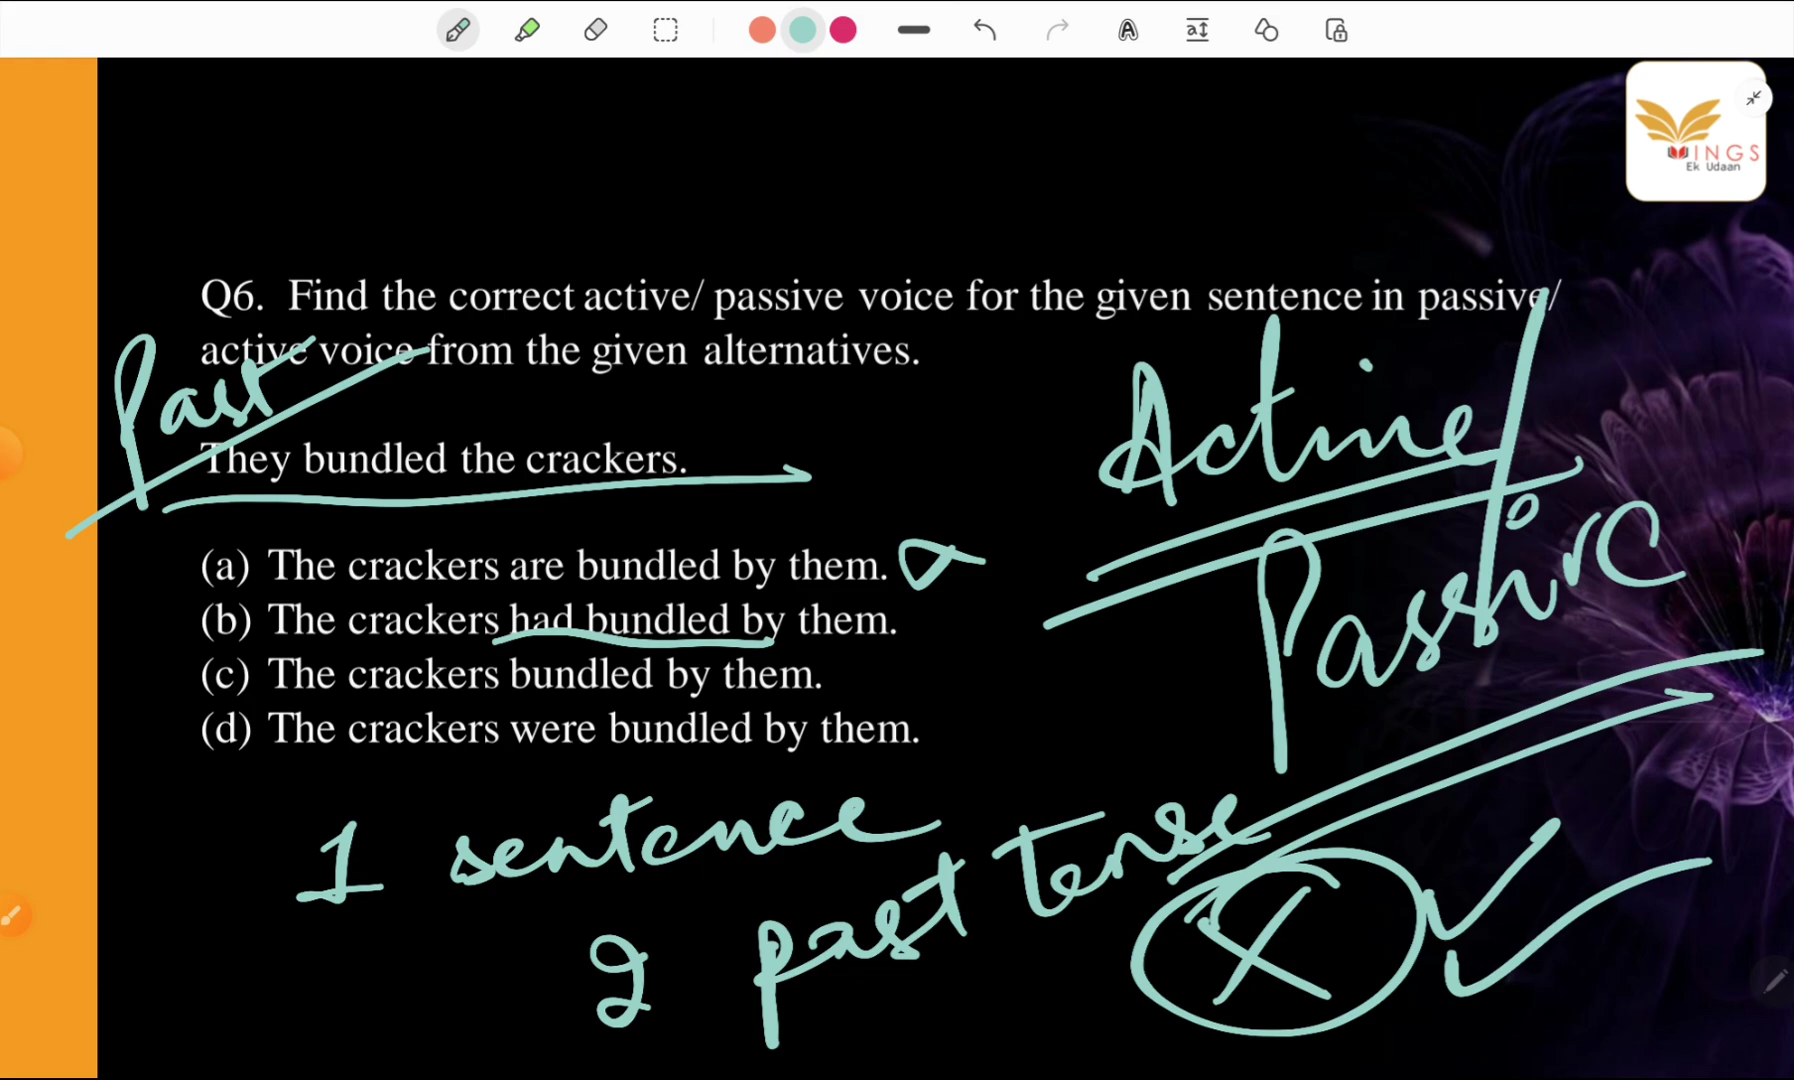 WINGS
Ek Udaan
Q6. Find the correct active/ passive voice for the given sentence in passive/
active voice from the given alternatives.
Past
Active
They bundled the crackers.
Passive
(a) The crackers are bundled by them.
(b) The crackers had bundled by them.
(c) The crackers bundled by them.
(d) The crackers were bundled by them.
1 sentence
2 past tense